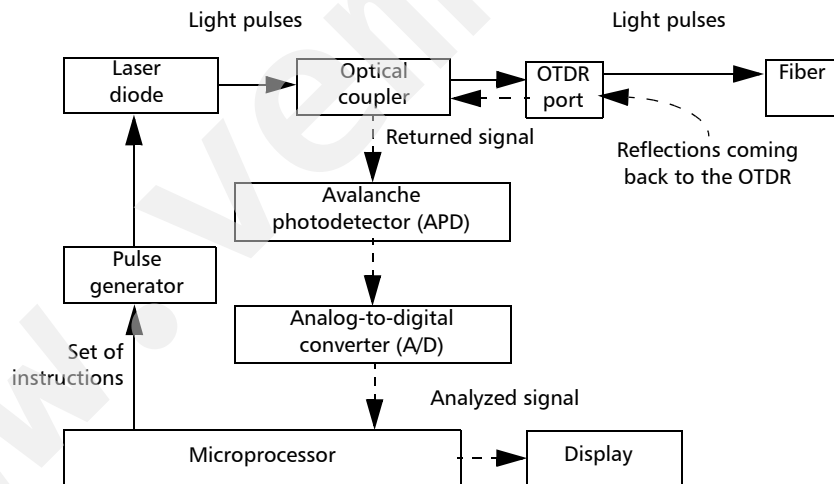 Light pulses
Light pulses
Laser
diode
Optical
coupler
OTDR
port
Fiber
Returned signal
Reflections coming
back to the OTDR
Avalanche
photodetector (APD)
Pulse
generator
Analog-to-digital
converter (A/D)
Set of
instructions
Analyzed signal
Microprocessor
Display